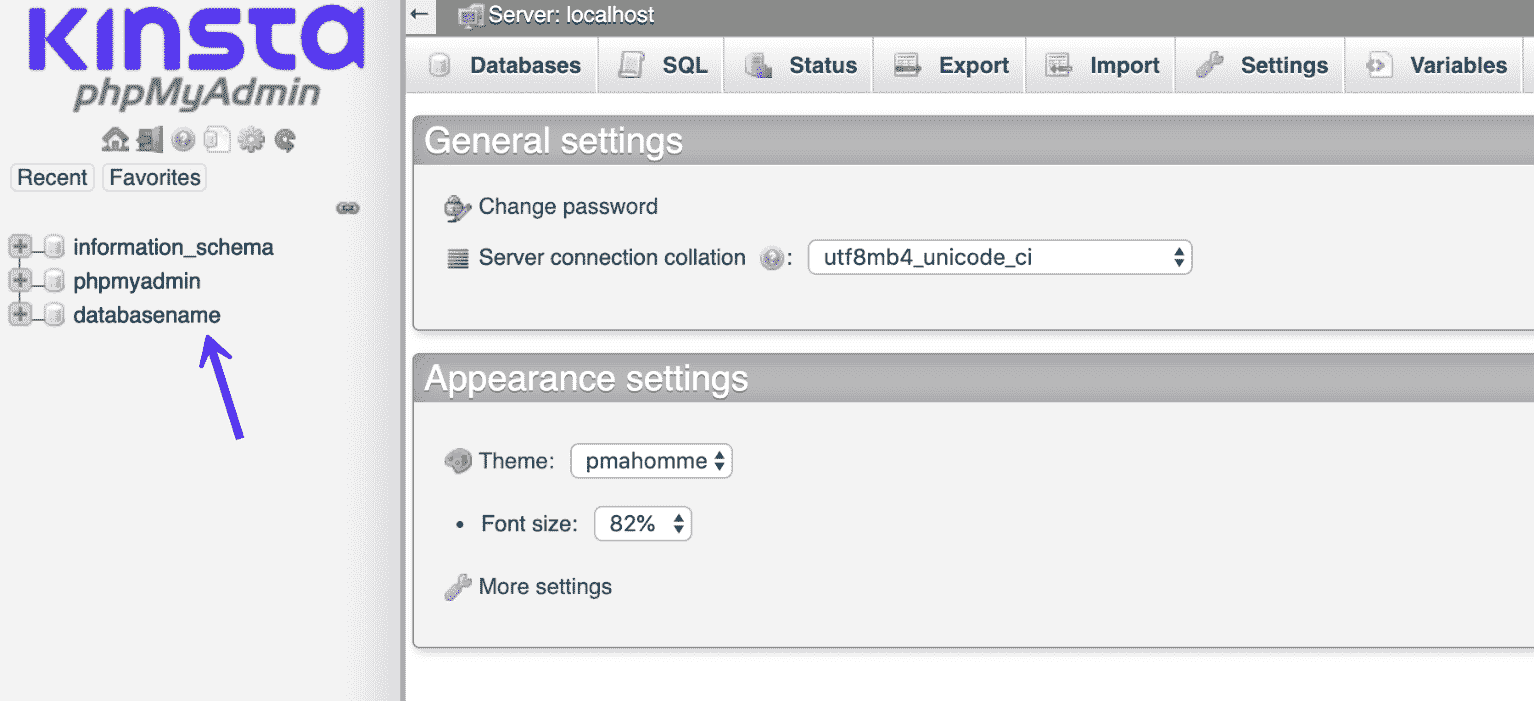 KINSTA
phpMyAdmin
Recent Favorites
information_schema
phpmyadmin
databasename
Server: localhost
Databases SQL Status Export Import Settings Variables
General settings
Change password
Server connection collation : utf8mb4_unicode_ci
Appearance settings
Theme: pmahomme
• Font size: 82%
More settings